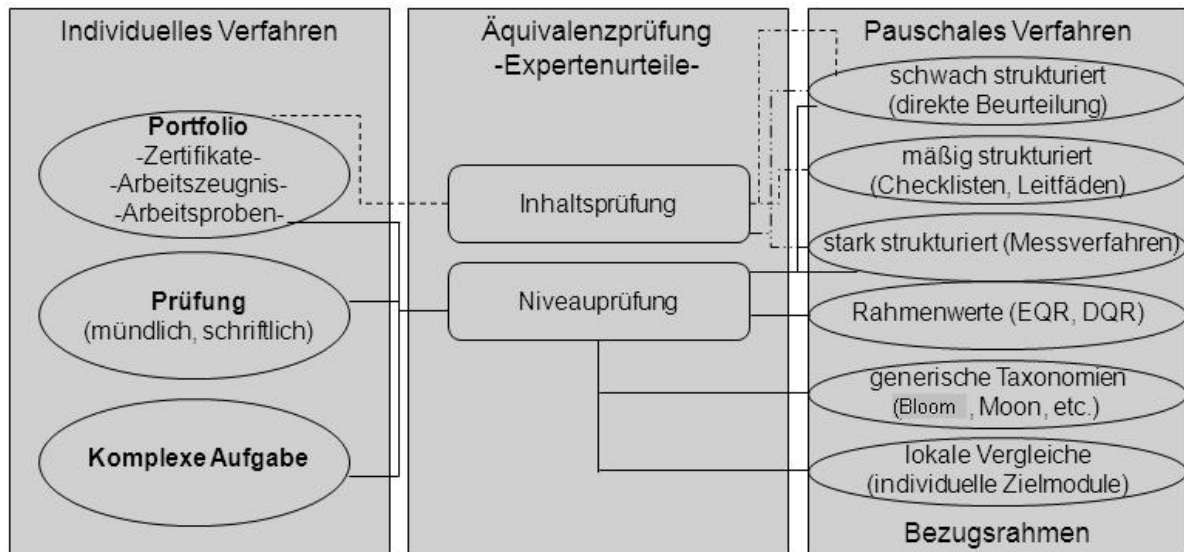 Individuelles Verfahren
Portfolio
-Zertifikate-
-Arbeitszeugnis-
-Arbeitsproben-
Prüfung
(mündlich, schriftlich)
Komplexe Aufgabe
Äquivalenzprüfung
-Expertenurteile-
Inhaltsprüfung
Niveauprüfung
Pauschales Verfahren
schwach strukturiert
(direkte Beurteilung)
mäßig strukturiert
(Checklisten, Leitfäden)
stark strukturiert (Messverfahren)
Rahmenwerte (EQR, DQR)
generische Taxonomien
(Bloom , Moon, etc.)
lokale Vergleiche
(individuelle Zielmodule)
Bezugsrahmen